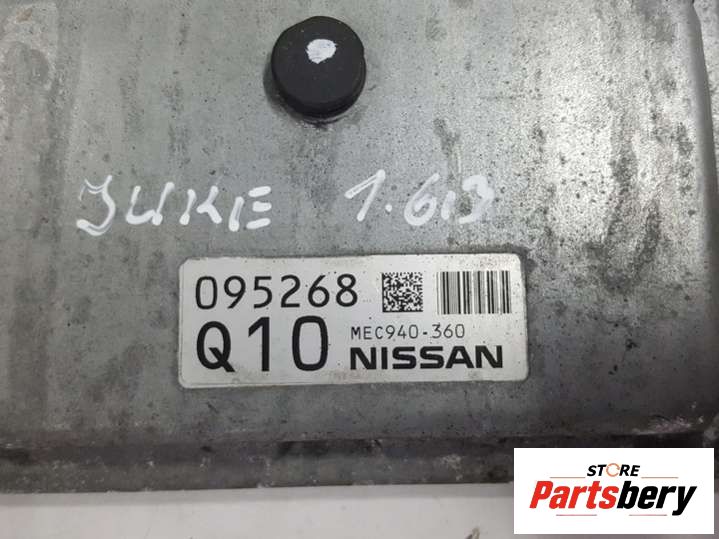 JUKE 1.6B
095268
Q10 MEC940-360
NISSAN
STORE
Partsbery